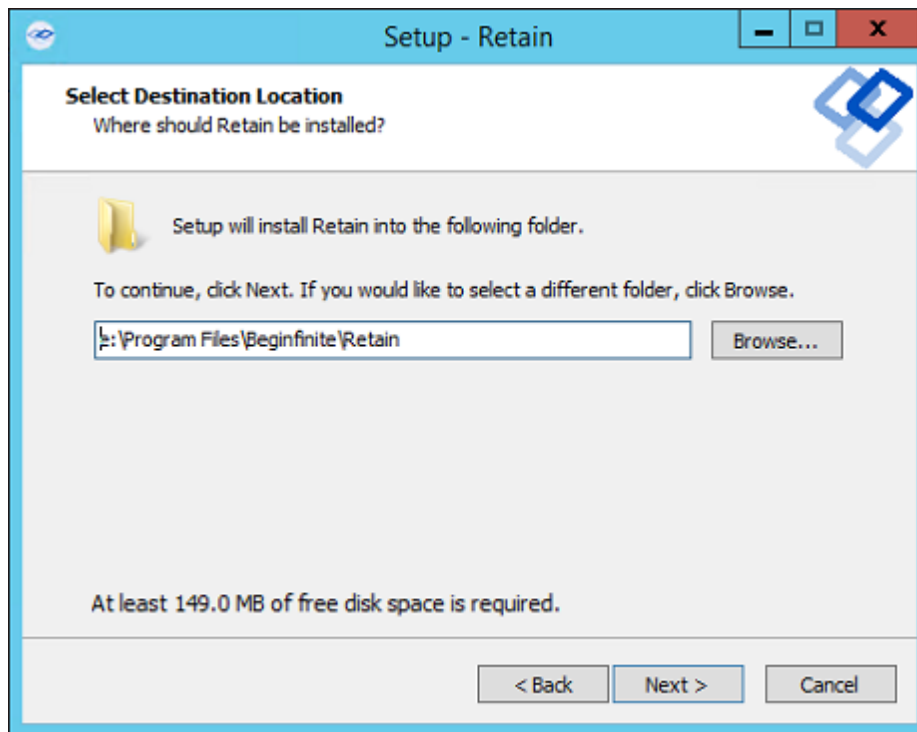 Setup - Retain
Select Destination Location
Where should Retain be installed?
Setup will install Retain into the following folder.
To continue, click Next. If you would like to select a different folder, click Browse.
e:\Program Files\Beginfinite\Retain
Browse...
At least 149.0 MB of free disk space is required.
< Back
Next >
Cancel